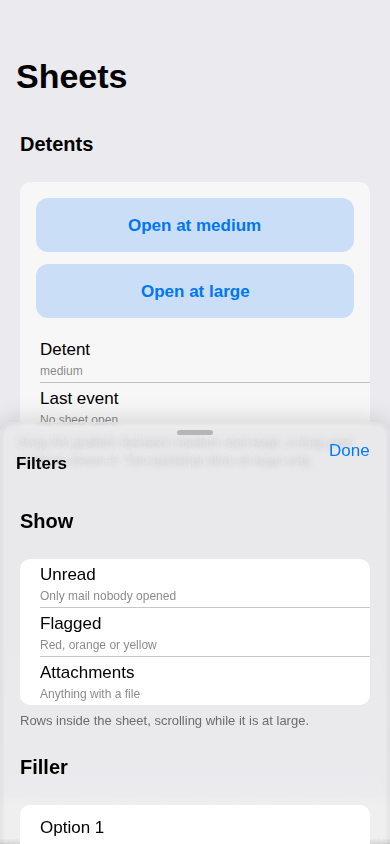 Sheets
Detents
Open at medium
Open at large
Detent
medium
Last event
No sheet open
Done
Filters
Show
Unread
Only mail nobody opened
Flagged
Red, orange or yellow
Attachments
Anything with a file
Rows inside the sheet, scrolling while it is at large.
Filler
Option 1